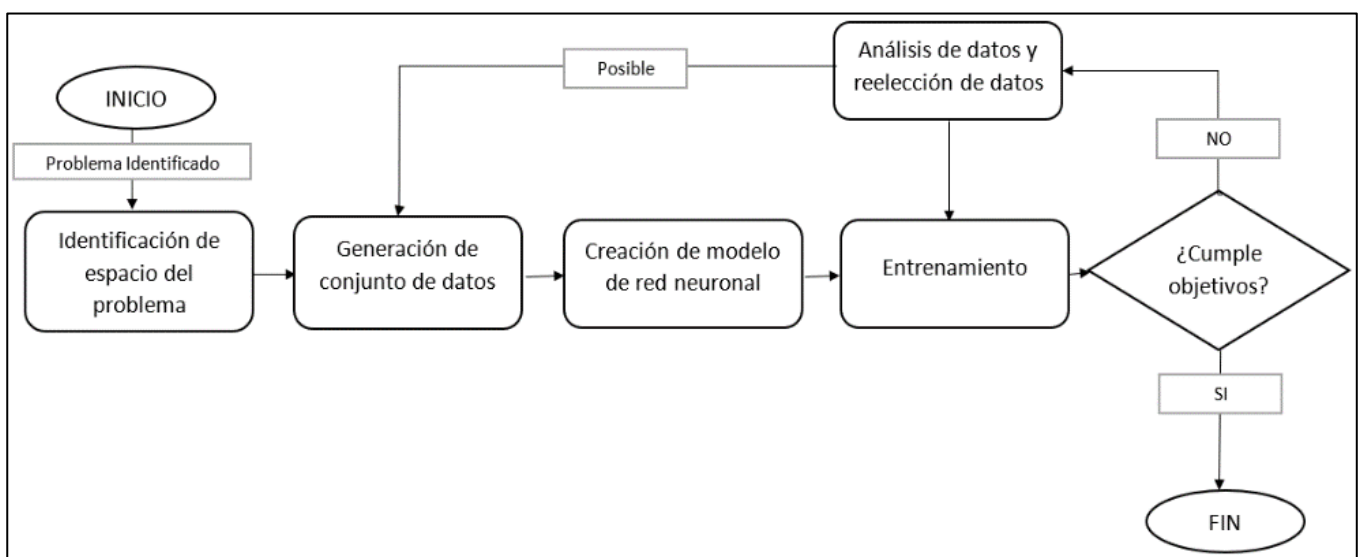 INICIO
Problema Identificado
Identificación de
espacio del
problema
Generación de
conjunto de datos
Creación de modelo
de red neuronal
Entrenamiento
¿Cumple
objetivos?
NO
Análisis de datos y
reelección de datos
Posible
SI
FIN